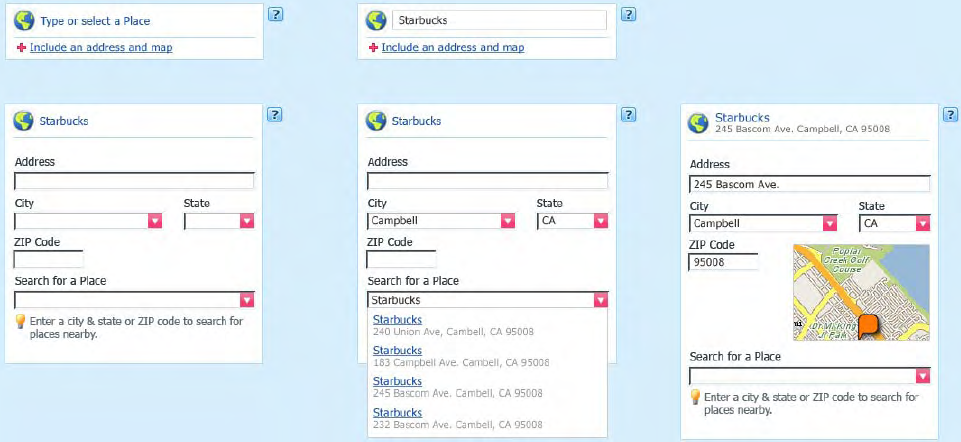 Type or select a Place
?
Include an address and map
Starbucks
?
Include an address and map
Starbucks
?
Address
City
State
ZIP Code
Search for a Place
Enter a city & state or ZIP code to search for
places nearby.
Starbucks
?
Address
City
State
Campbell
CA
ZIP Code
Search for a Place
Starbucks
Starbucks
240 Union Ave, Cambell, CA 95008
Starbucks
183 Campbell Ave. Cambell, CA 95008
Starbucks
245 Bascom Ave. Cambell, CA 95008
Starbucks
232 Bascom Ave. Cambell, CA 95008
Starbucks
245 Bascom Ave. Campbell, CA 95008
?
Address
245 Bascom Ave.
City
State
Campbell
CA
ZIP Code
95008
Poplar
Creek Golf
Course
Dr M King
Jr Park
Search for a Place
Enter a city & state or ZIP code to search for
places nearby.